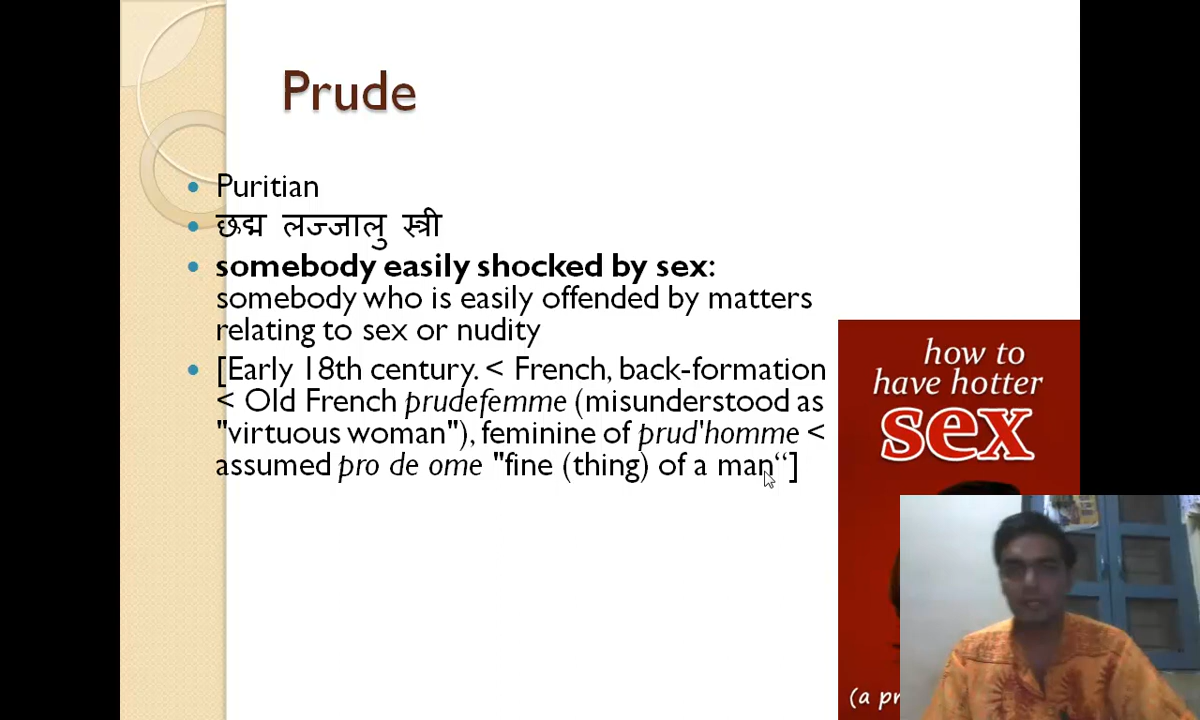 Prude
Puritian
छद्म लज्जालु स्त्री
somebody easily shocked by sex:
somebody who is easily offended by matters
relating to sex or nudity
[Early 18th century. < French, back-formation
< Old French prudefemme (misunderstood as
"virtuous woman"), feminine of prud'homme <
assumed pro de ome "fine (thing) of a man“]
how to
have hotter
sex